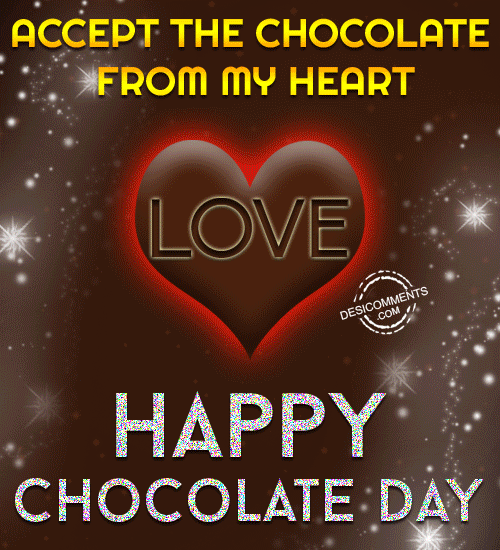 ACCEPT THE CHOCOLATE
FROM MY HEART
LOVE
DESICOMMENTS
.COM
HAPPY
CHOCOLATE DAY